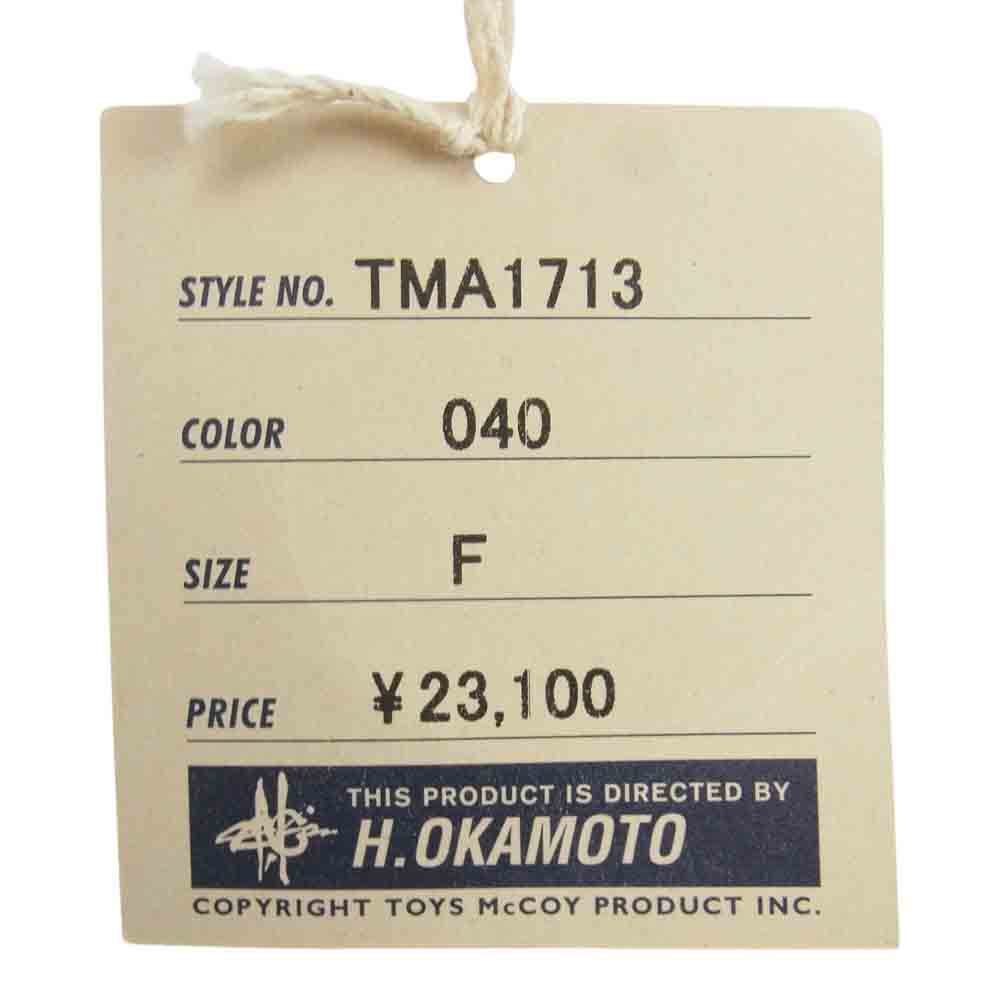 STYLE NO. TMA1713
COLOR 040
SIZE F
PRICE ¥23,100
THIS PRODUCT IS DIRECTED BY
H.OKAMOTO
COPYRIGHT TOYS McCOY PRODUCT INC.